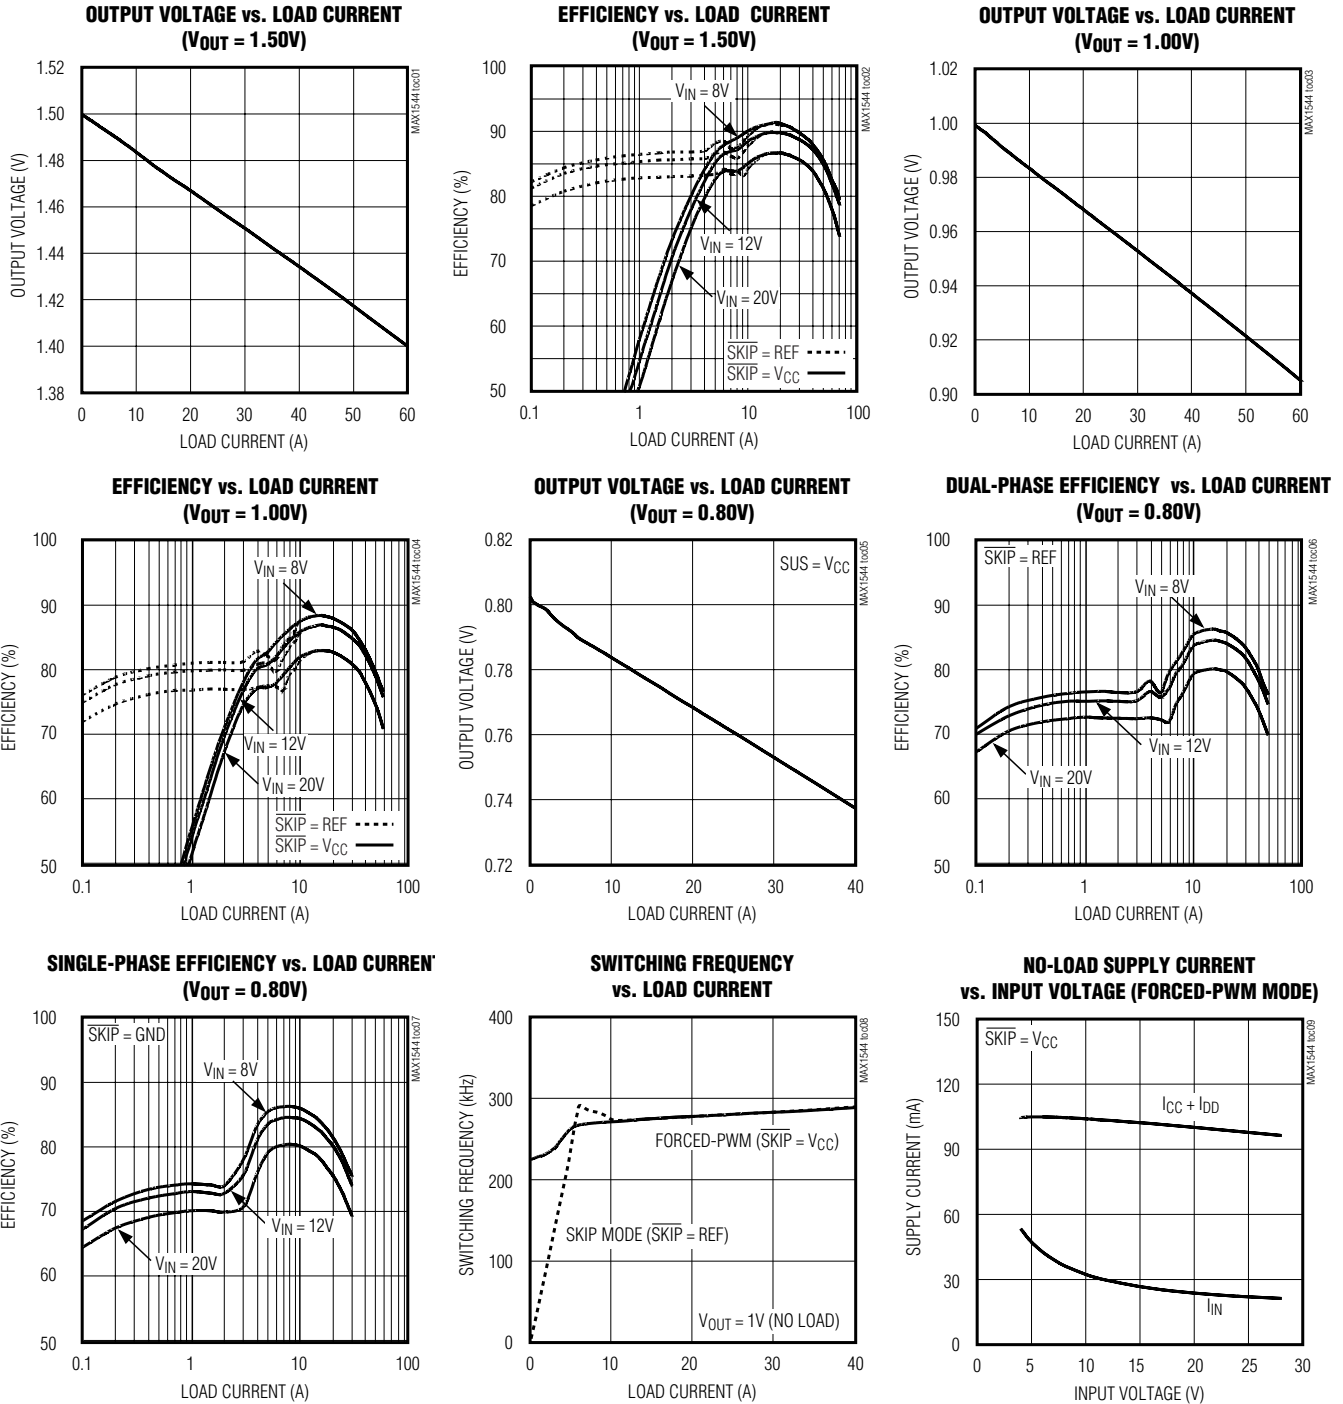 OUTPUT VOLTAGE vs. LOAD CURRENT
(VOUT = 1.50V)
1.52
1.50
1.48
1.46
1.44
1.42
1.40
1.38
OUTPUT VOLTAGE (V)
0 10 20 30 40 50 60
LOAD CURRENT (A)
MAX1544 toc01
EFFICIENCY vs. LOAD CURRENT
(VOUT = 1.50V)
100
90
80
70
60
50
EFFICIENCY (%)
VIN = 8V
VIN = 12V
VIN = 20V
SKIP = REF
SKIP = VCC
0.1 1 10 100
LOAD CURRENT (A)
MAX1544 toc02
OUTPUT VOLTAGE vs. LOAD CURRENT
(VOUT = 1.00V)
1.02
1.00
0.98
0.96
0.94
0.92
0.90
OUTPUT VOLTAGE (V)
0 10 20 30 40 50 60
LOAD CURRENT (A)
MAX1544 toc03
EFFICIENCY vs. LOAD CURRENT
(VOUT = 1.00V)
100
90
80
70
60
50
EFFICIENCY (%)
VIN = 8V
VIN = 12V
VIN = 20V
SKIP = REF
SKIP = VCC
0.1 1 10 100
LOAD CURRENT (A)
MAX1544 toc04
OUTPUT VOLTAGE vs. LOAD CURRENT
(VOUT = 0.80V)
0.82
0.80
0.78
0.76
0.74
0.72
OUTPUT VOLTAGE (V)
SUS = VCC
0 10 20 30 40
LOAD CURRENT (A)
MAX1544 toc05
DUAL-PHASE EFFICIENCY vs. LOAD CURRENT
(VOUT = 0.80V)
100
90
80
70
60
50
EFFICIENCY (%)
SKIP = REF
VIN = 8V
VIN = 12V
VIN = 20V
0.1 1 10 100
LOAD CURRENT (A)
MAX1544 toc06
SINGLE-PHASE EFFICIENCY vs. LOAD CURRENT
(VOUT = 0.80V)
100
90
80
70
60
50
EFFICIENCY (%)
SKIP = GND
VIN = 8V
VIN = 12V
VIN = 20V
0.1 1 10 100
LOAD CURRENT (A)
MAX1544 toc07
SWITCHING FREQUENCY
vs. LOAD CURRENT
400
300
200
100
0
SWITCHING FREQUENCY (kHz)
FORCED-PWM (SKIP = VCC)
SKIP MODE (SKIP = REF)
VOUT = 1V (NO LOAD)
0 10 20 30 40
LOAD CURRENT (A)
MAX1544 toc08
NO-LOAD SUPPLY CURRENT
vs. INPUT VOLTAGE (FORCED-PWM MODE)
150
120
90
60
30
0
SUPPLY CURRENT (mA)
SKIP = VCC
ICC + IDD
IIN
0 5 10 15 20 25 30
INPUT VOLTAGE (V)
MAX1544 toc09